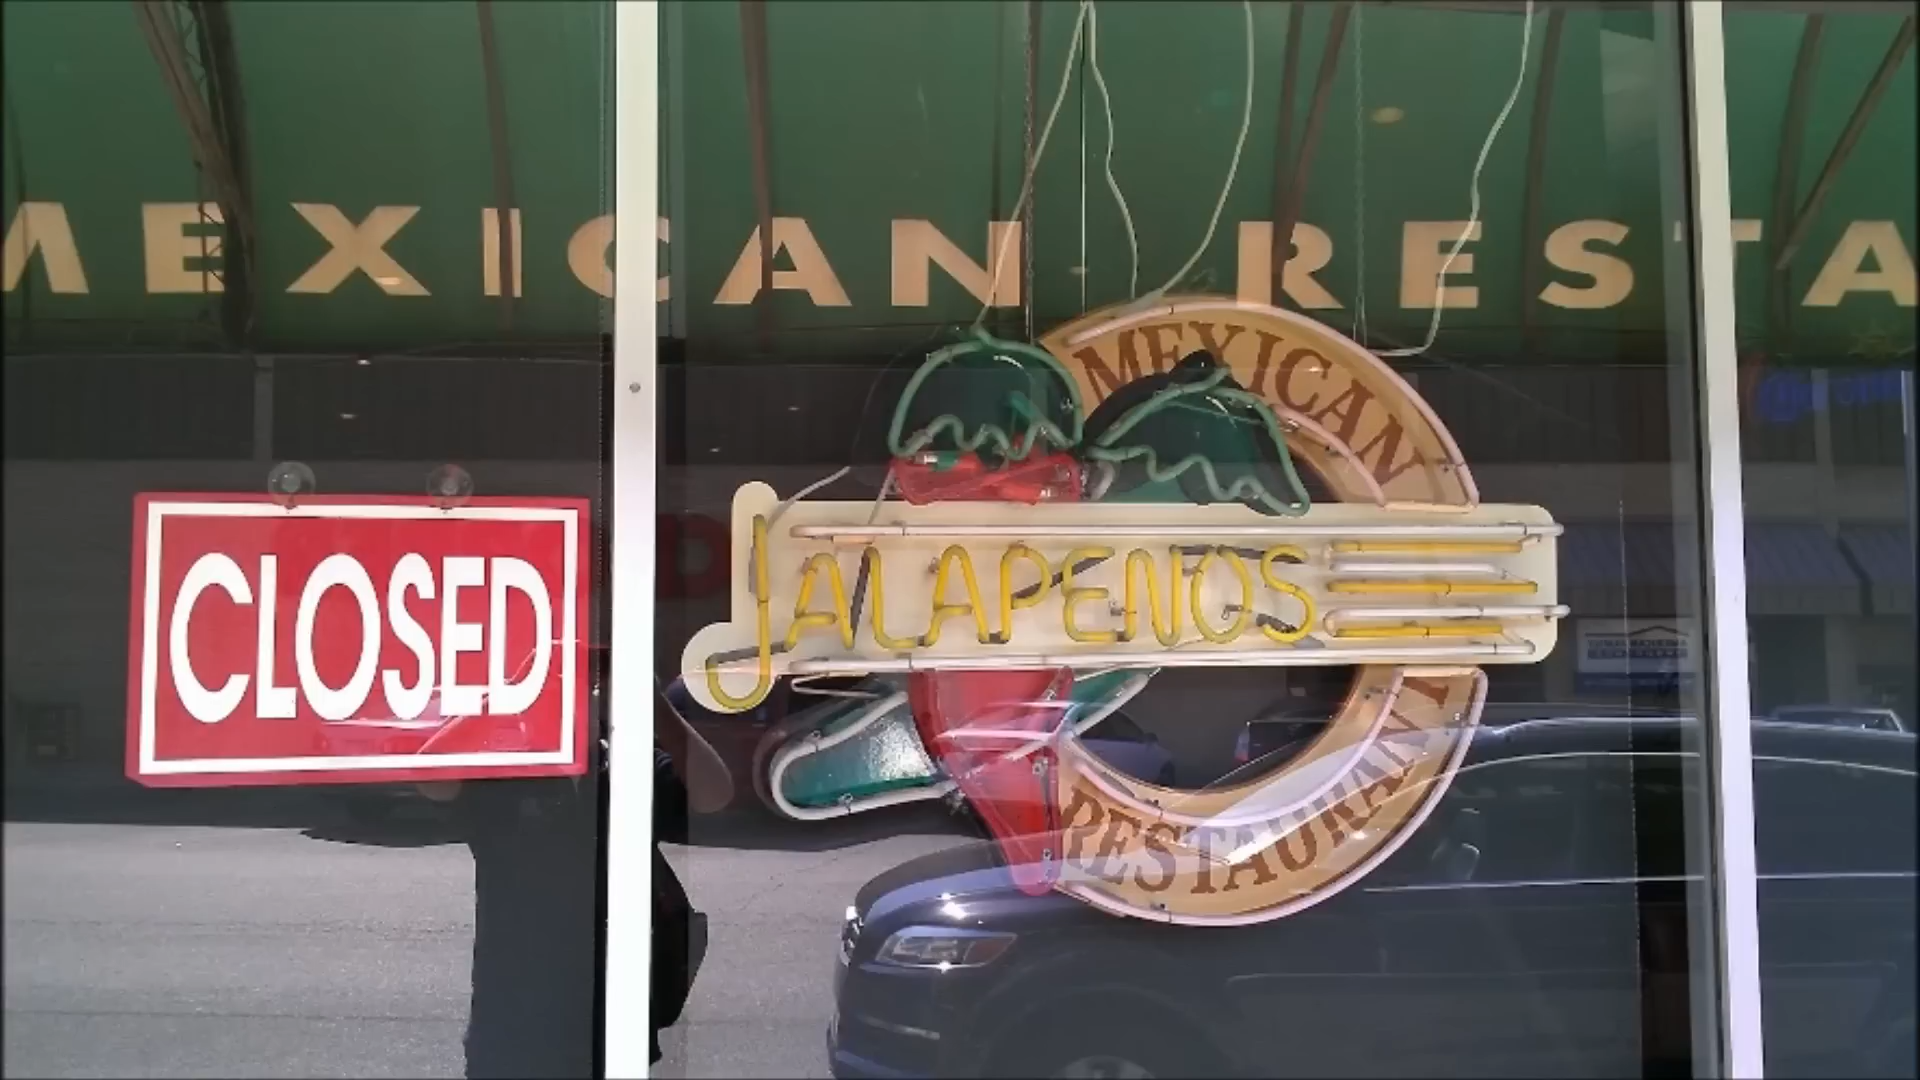 MEXICAN RESTA
MEXICAN
JALAPENOS
RESTAURANT
CLOSED